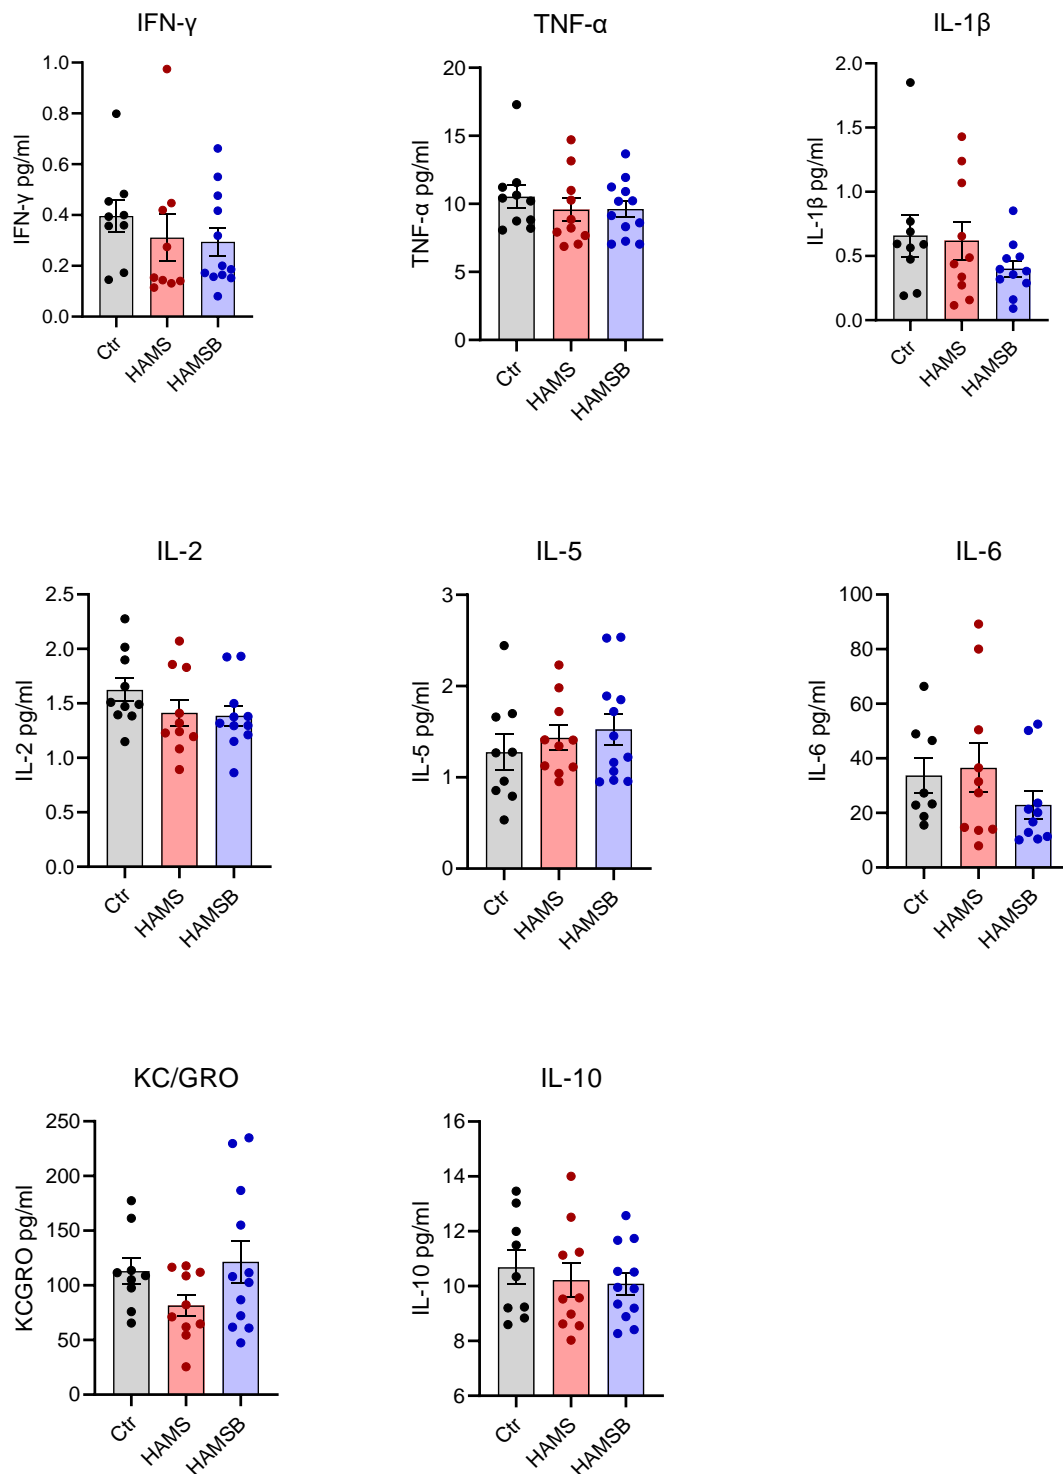 IFN-γ
TNF-α
IL-1β
IFN-γ pg/ml
1.0
0.8
0.6
0.4
0.2
0.0
Ctr
HAMS
HAMSB
TNF-α pg/ml
20
15
10
5
0
Ctr
HAMS
HAMSB
IL-1β pg/ml
2.0
1.5
1.0
0.5
0.0
Ctr
HAMS
HAMSB
IL-2
IL-5
IL-6
IL-2 pg/ml
2.5
2.0
1.5
1.0
0.5
0.0
Ctr
HAMS
HAMSB
IL-5 pg/ml
3
2
1
0
Ctr
HAMS
HAMSB
IL-6 pg/ml
100
80
60
40
20
0
Ctr
HAMS
HAMSB
KC/GRO
IL-10
KCGRO pg/ml
250
200
150
100
50
0
Ctr
HAMS
HAMSB
IL-10 pg/ml
16
14
12
10
8
6
Ctr
HAMS
HAMSB